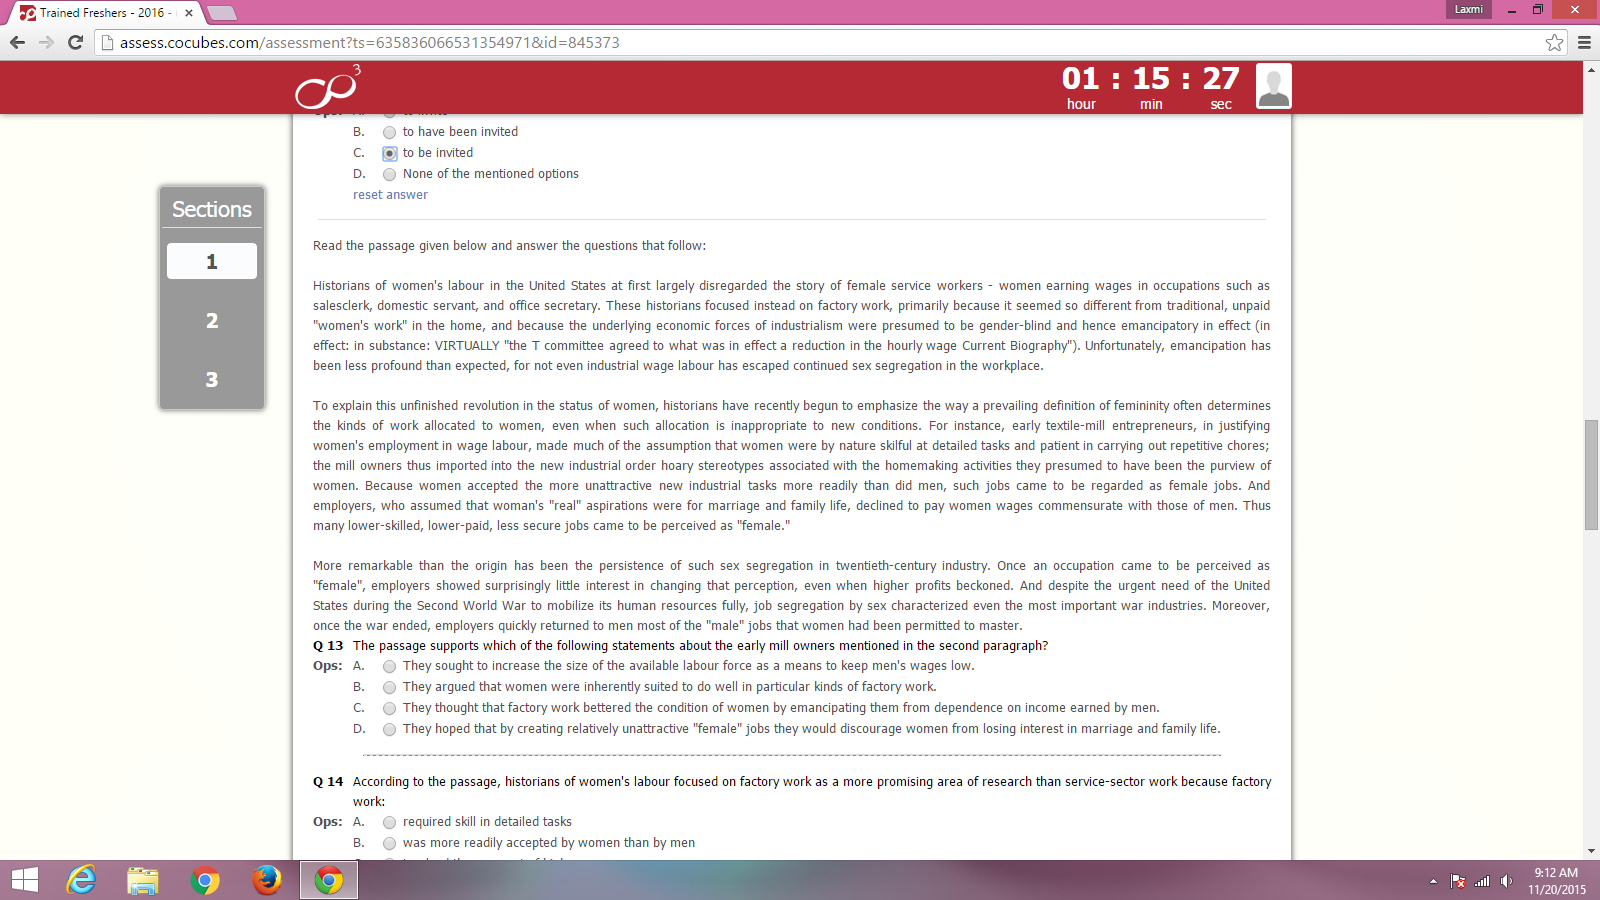 Trained Freshers - 2016 -
Laxmi
assess.cocubes.com/assessment?ts=635836066531354971&id=845373
3
01 : 15 : 27
hour min sec
B. to have been invited
C. to be invited
D. None of the mentioned options
reset answer
Sections
1
2
3
Read the passage given below and answer the questions that follow:
Historians of women's labour in the United States at first largely disregarded the story of female service workers - women earning wages in occupations such as
salesclerk, domestic servant, and office secretary. These historians focused instead on factory work, primarily because it seemed so different from traditional, unpaid
"women's work" in the home, and because the underlying economic forces of industrialism were presumed to be gender-blind and hence emancipatory in effect (in
effect: in substance: VIRTUALLY "the T committee agreed to what was in effect a reduction in the hourly wage Current Biography"). Unfortunately, emancipation has
been less profound than expected, for not even industrial wage labour has escaped continued sex segregation in the workplace.
To explain this unfinished revolution in the status of women, historians have recently begun to emphasize the way a prevailing definition of femininity often determines
the kinds of work allocated to women, even when such allocation is inappropriate to new conditions. For instance, early textile-mill entrepreneurs, in justifying
women's employment in wage labour, made much of the assumption that women were by nature skilful at detailed tasks and patient in carrying out repetitive chores;
the mill owners thus imported into the new industrial order hoary stereotypes associated with the homemaking activities they presumed to have been the purview of
women. Because women accepted the more unattractive new industrial tasks more readily than did men, such jobs came to be regarded as female jobs. And
employers, who assumed that woman's "real" aspirations were for marriage and family life, declined to pay women wages commensurate with those of men. Thus
many lower-skilled, lower-paid, less secure jobs came to be perceived as "female."
More remarkable than the origin has been the persistence of such sex segregation in twentieth-century industry. Once an occupation came to be perceived as
"female", employers showed surprisingly little interest in changing that perception, even when higher profits beckoned. And despite the urgent need of the United
States during the Second World War to mobilize its human resources fully, job segregation by sex characterized even the most important war industries. Moreover,
once the war ended, employers quickly returned to men most of the "male" jobs that women had been permitted to master.
Q 13 The passage supports which of the following statements about the early mill owners mentioned in the second paragraph?
Ops: A. They sought to increase the size of the available labour force as a means to keep men's wages low.
B. They argued that women were inherently suited to do well in particular kinds of factory work.
C. They thought that factory work bettered the condition of women by emancipating them from dependence on income earned by men.
D. They hoped that by creating relatively unattractive "female" jobs they would discourage women from losing interest in marriage and family life.
Q 14 According to the passage, historians of women's labour focused on factory work as a more promising area of research than service-sector work because factory
work:
Ops: A. required skill in detailed tasks
B. was more readily accepted by women than by men
9:12 AM
11/20/2015